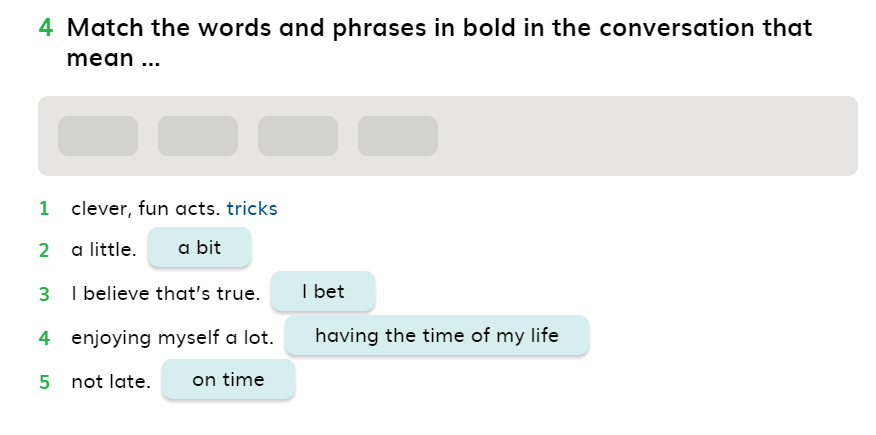 4 Match the words and phrases in bold in the conversation that
mean ...
1 clever, fun acts. tricks
2 a little. a bit
3 I believe that's true. I bet
4 enjoying myself a lot. having the time of my life
5 not late. on time